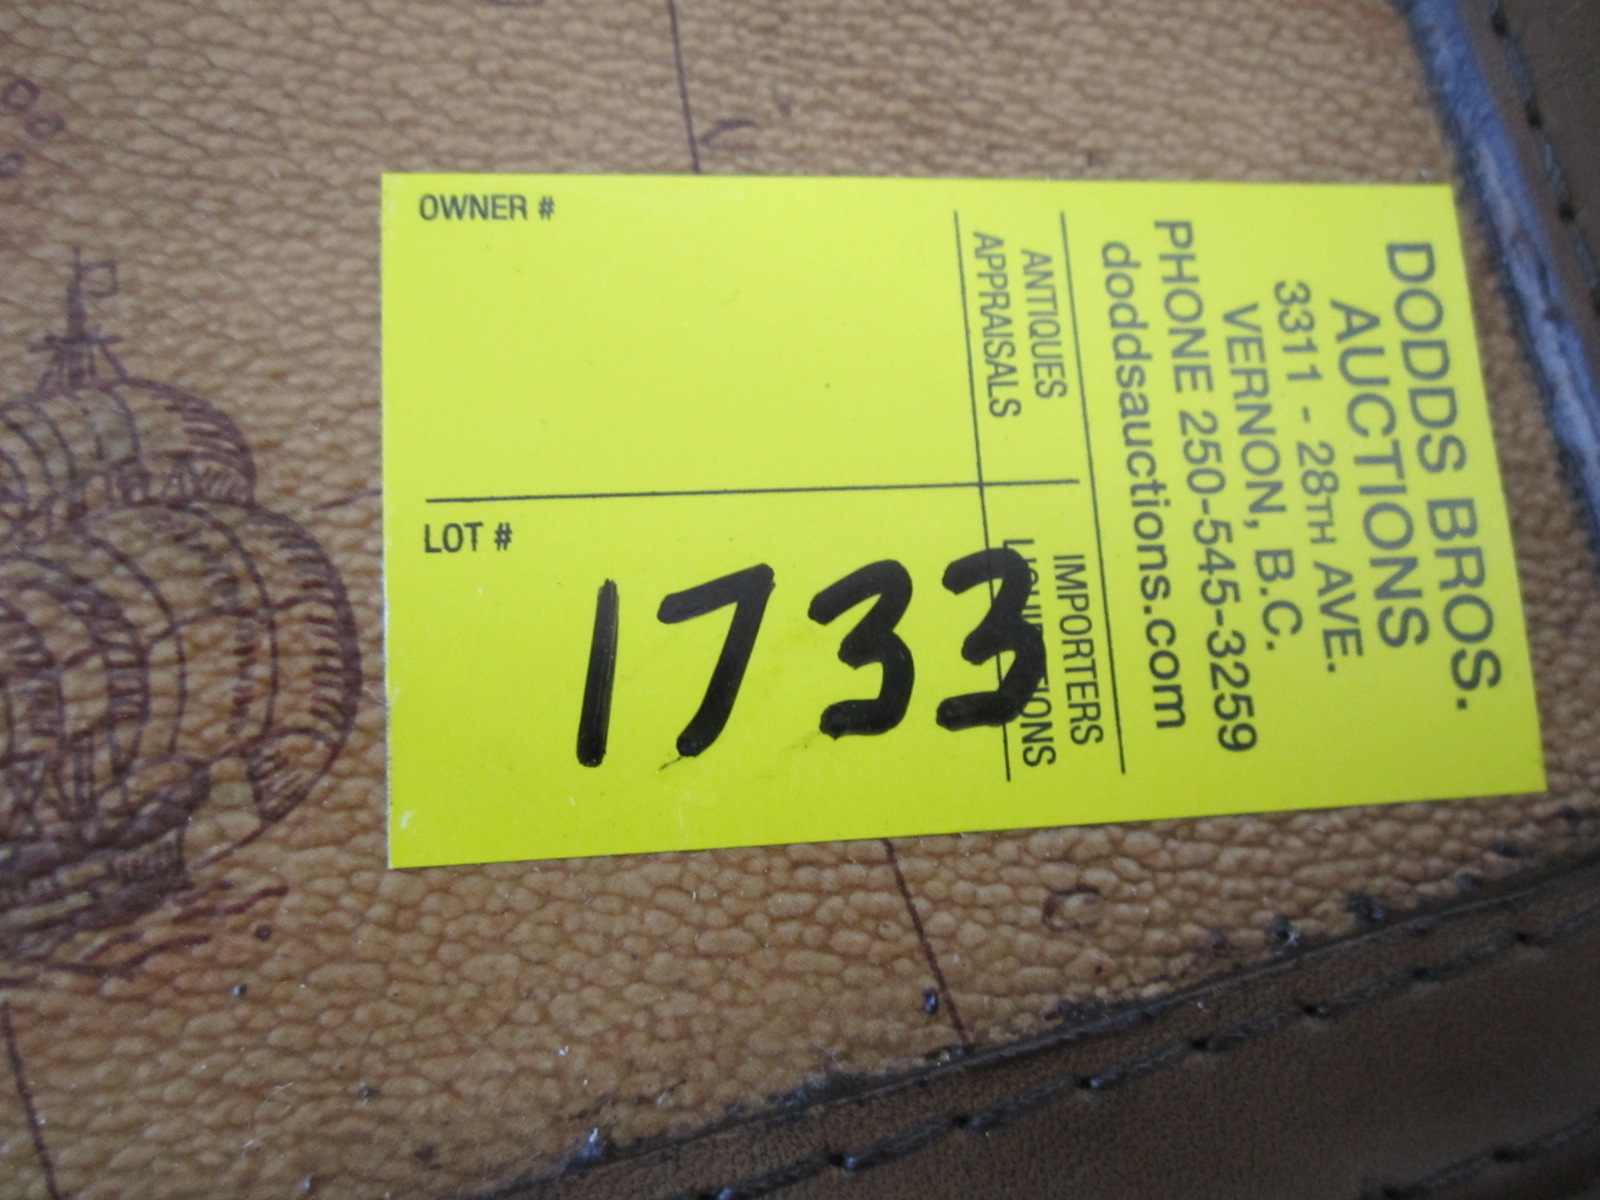 DODDS BROS.
AUCTIONS
3311 - 28TH AVE.
VERNON, B.C.
PHONE 250-545-3259
doddsauctions.com
ANTIQUES IMPORTERS
APPRAISALS LIQUIDATIONS
OWNER #
LOT #
1733